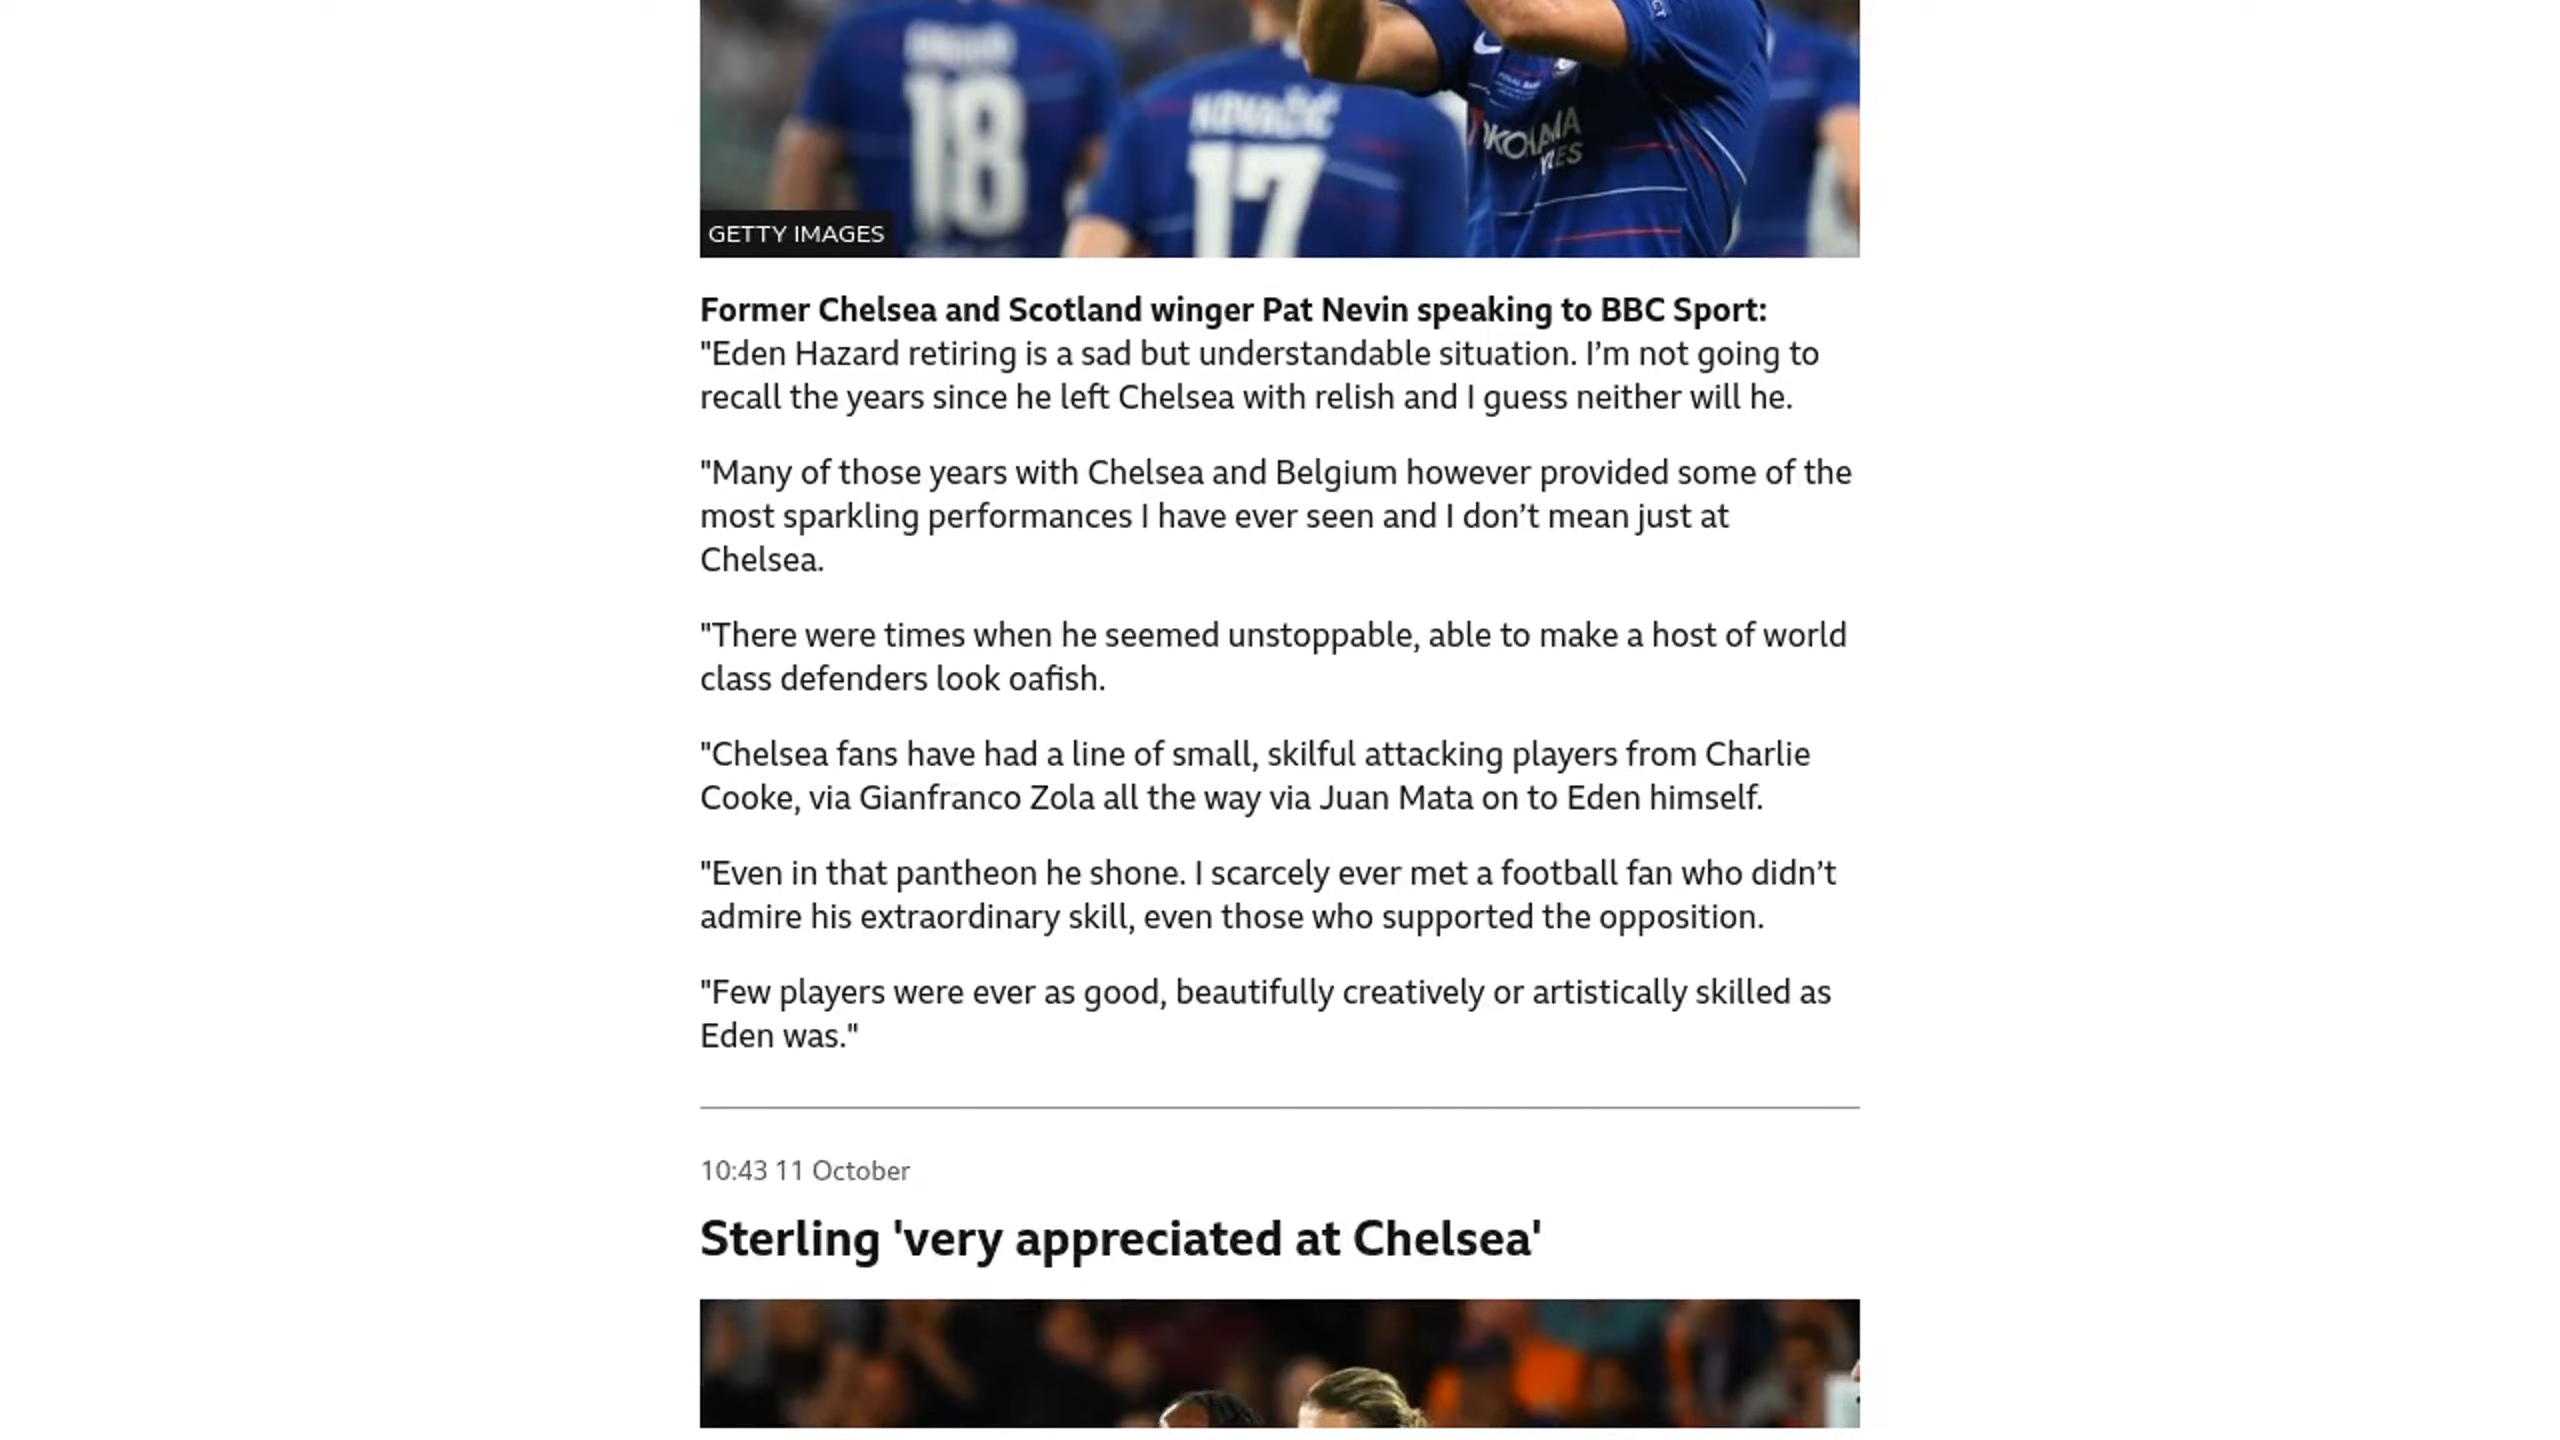 18
KOVAČIĆ
17
GETTY IMAGES
Former Chelsea and Scotland winger Pat Nevin speaking to BBC Sport:
"Eden Hazard retiring is a sad but understandable situation. I’m not going to
recall the years since he left Chelsea with relish and I guess neither will he.
"Many of those years with Chelsea and Belgium however provided some of the
most sparkling performances I have ever seen and I don’t mean just at
Chelsea.
"There were times when he seemed unstoppable, able to make a host of world
class defenders look oafish.
"Chelsea fans have had a line of small, skilful attacking players from Charlie
Cooke, via Gianfranco Zola all the way via Juan Mata on to Eden himself.
"Even in that pantheon he shone. I scarcely ever met a football fan who didn’t
admire his extraordinary skill, even those who supported the opposition.
"Few players were ever as good, beautifully creatively or artistically skilled as
Eden was."
10:43 11 October
Sterling 'very appreciated at Chelsea'